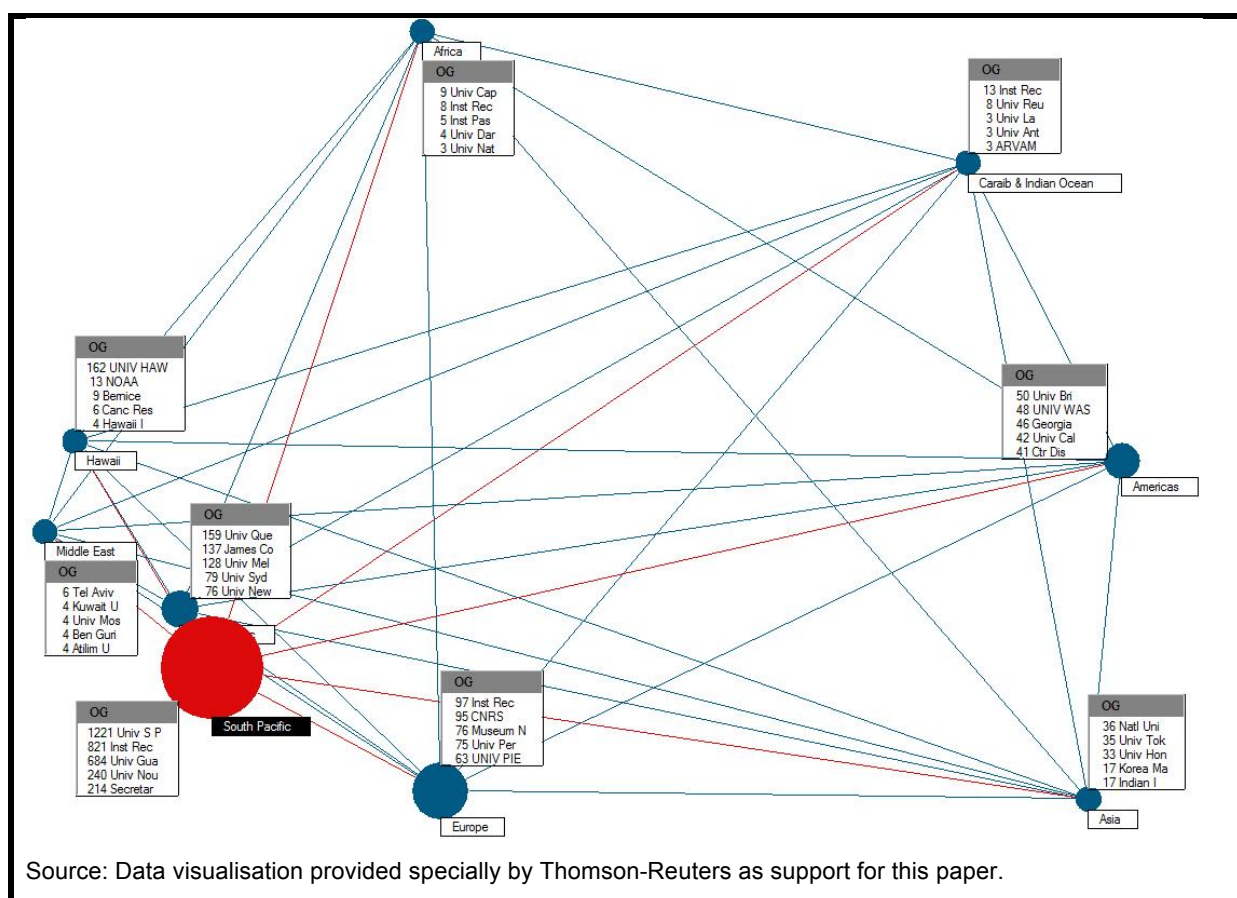 Africa
OG
9 Univ Cap
8 Inst Rec
5 Inst Pas
4 Univ Dar
3 Univ Nat
OG
13 Inst Rec
8 Univ Reu
3 Univ La
3 Univ Ant
3 ARVAM
Caraib & Indian Ocean
OG
162 UNIV HAW
13 NOAA
9 Bernice
6 Canc Res
4 Hawaii I
Hawaii
OG
50 Univ Bri
48 UNIV WAS
46 Georgia
42 Univ Cal
41 Ctr Dis
Americas
OG
159 Univ Que
137 James Co
128 Univ Mel
79 Univ Syd
76 Univ New
Middle East
OG
6 Tel Aviv
4 Kuwait U
4 Univ Mos
4 Ben Guri
4 Atilim U
OG
1221 Univ S P
821 Inst Rec
684 Univ Gua
240 Univ Nou
214 Secretar
South Pacific
OG
97 Inst Rec
95 CNRS
76 Museum N
75 Univ Per
63 UNIV PIE
Europe
OG
36 Natl Uni
35 Univ Tok
33 Univ Hon
17 Korea Ma
17 Indian I
Asia
Source: Data visualisation provided specially by Thomson-Reuters as support for this paper.